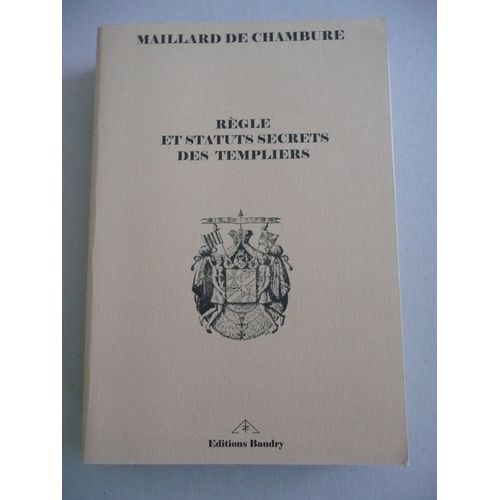 MAILLARD DE CHAMBURE
RÈGLE
ET STATUTS SECRETS
DES TEMPLIERS
Editions Baudry